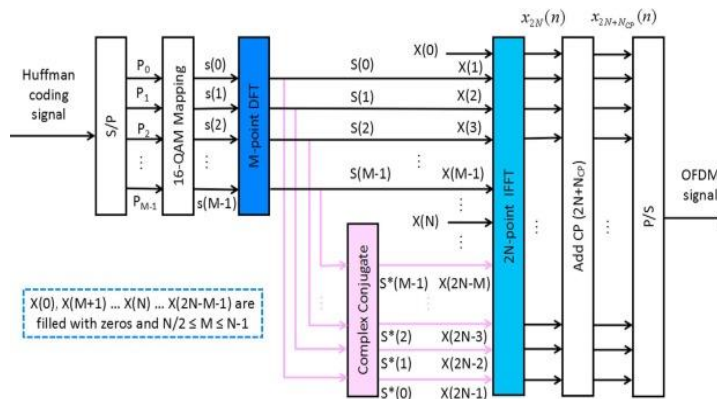 x2N(n) x2N+NCP(n)
Huffman
coding
signal
S/P
P0
P1
P2
PM-1
16-QAM Mapping
s(0)
s(1)
s(2)
s(M-1)
M-point DFT
S(0)
S(1)
S(2)
S(M-1)
X(0)
X(1)
X(2)
X(3)
X(M-1)
X(N)
Complex Conjugate
S*(M-1) X(2N-M)
S*(2) X(2N-3)
S*(1) X(2N-2)
S*(0) X(2N-1)
2N-point IFFT
Add CP (2N+NCP)
P/S
OFDM
signal
X(0), X(M+1) ... X(N) ... X(2N-M-1) are
filled with zeros and N/2 ≤ M ≤ N-1